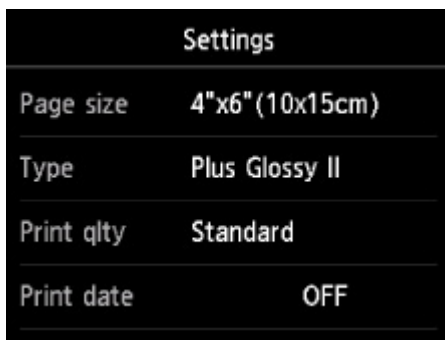 Settings
Page size 4"x6"(10x15cm)
Type Plus Glossy II
Print qlty Standard
Print date OFF